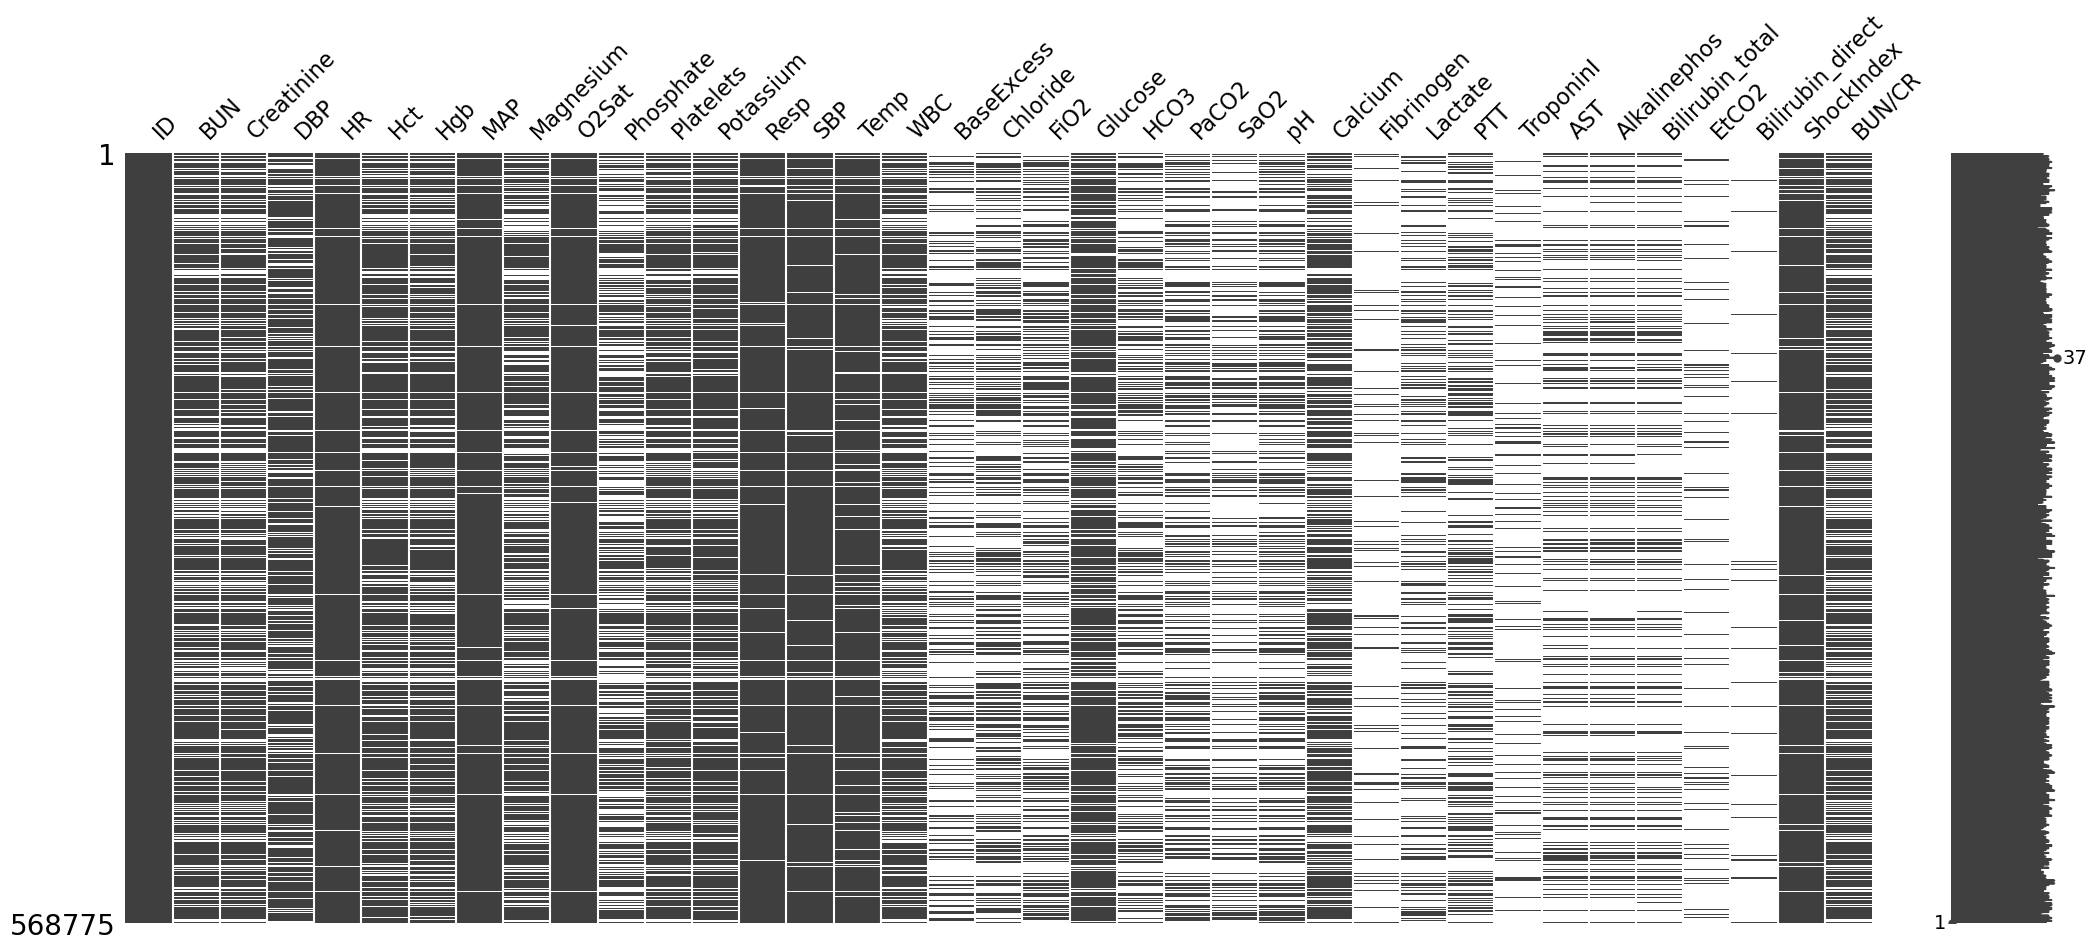 ID
BUN
Creatinine
DBP
HR
Hct
Hgb
MAP
Magnesium
O2Sat
Phosphate
Platelets
Potassium
Resp
SBP
Temp
WBC
BaseExcess
Chloride
FiO2
Glucose
HCO3
PaCO2
SaO2
pH
Calcium
Fibrinogen
Lactate
PTT
TroponinI
AST
Alkalinephos
Bilirubin_total
EtCO2
Bilirubin_direct
ShockIndex
BUN/CR
1
37
568775
1